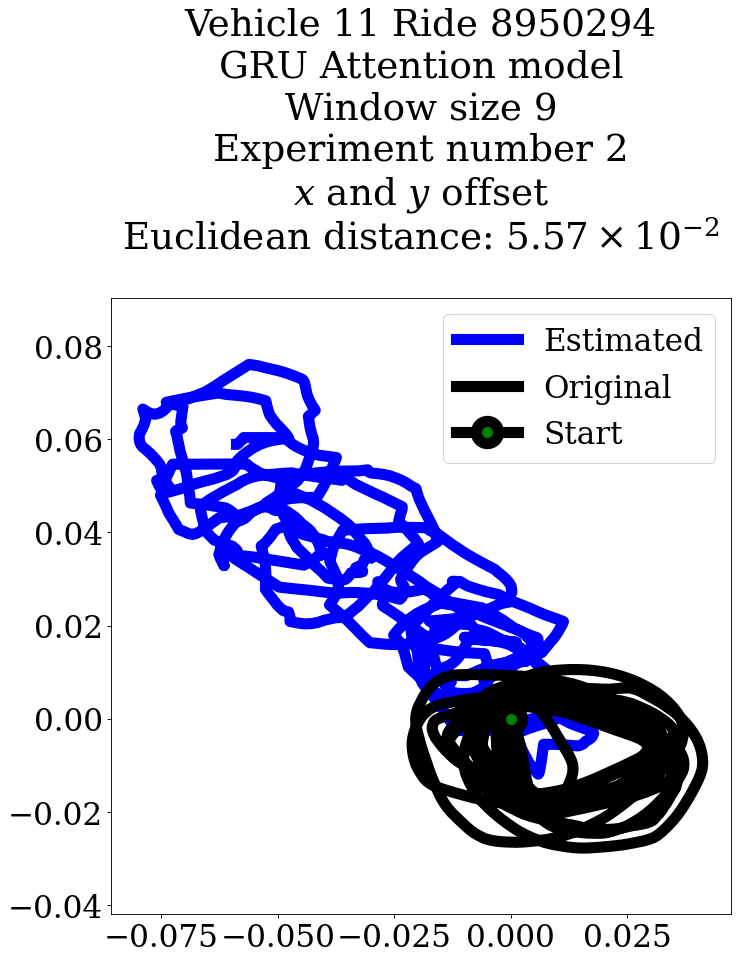 Vehicle 11 Ride 8950294
GRU Attention model
Window size 9
Experiment number 2
x and y offset
Euclidean distance: 5.57 × 10⁻²
Estimated
Original
Start
0.08
0.06
0.04
0.02
0.00
−0.02
−0.04
−0.075 −0.050 −0.025 0.000 0.025